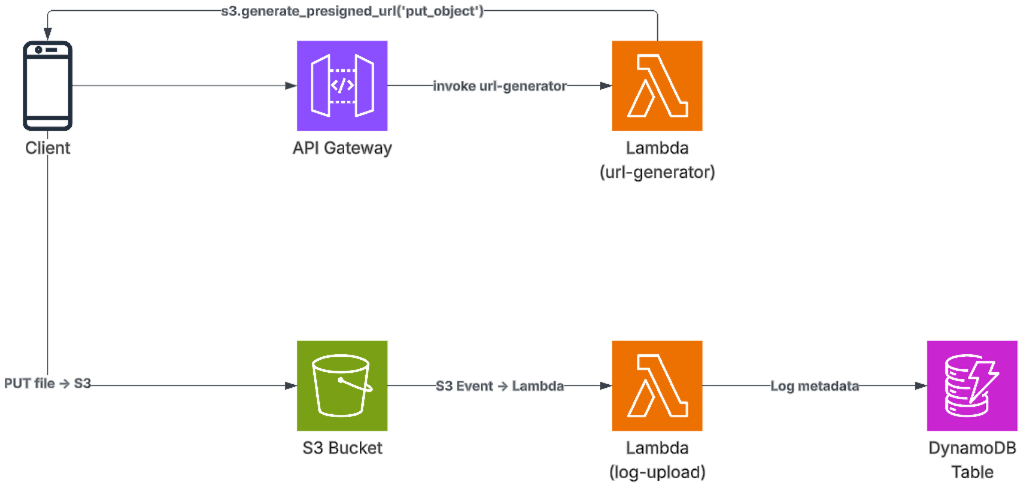 s3.generate_presigned_url('put_object')
invoke url-generator
Client
API Gateway
Lambda
(url-generator)
PUT file → S3
S3 Event → Lambda
Log metadata
S3 Bucket
Lambda
(log-upload)
DynamoDB
Table